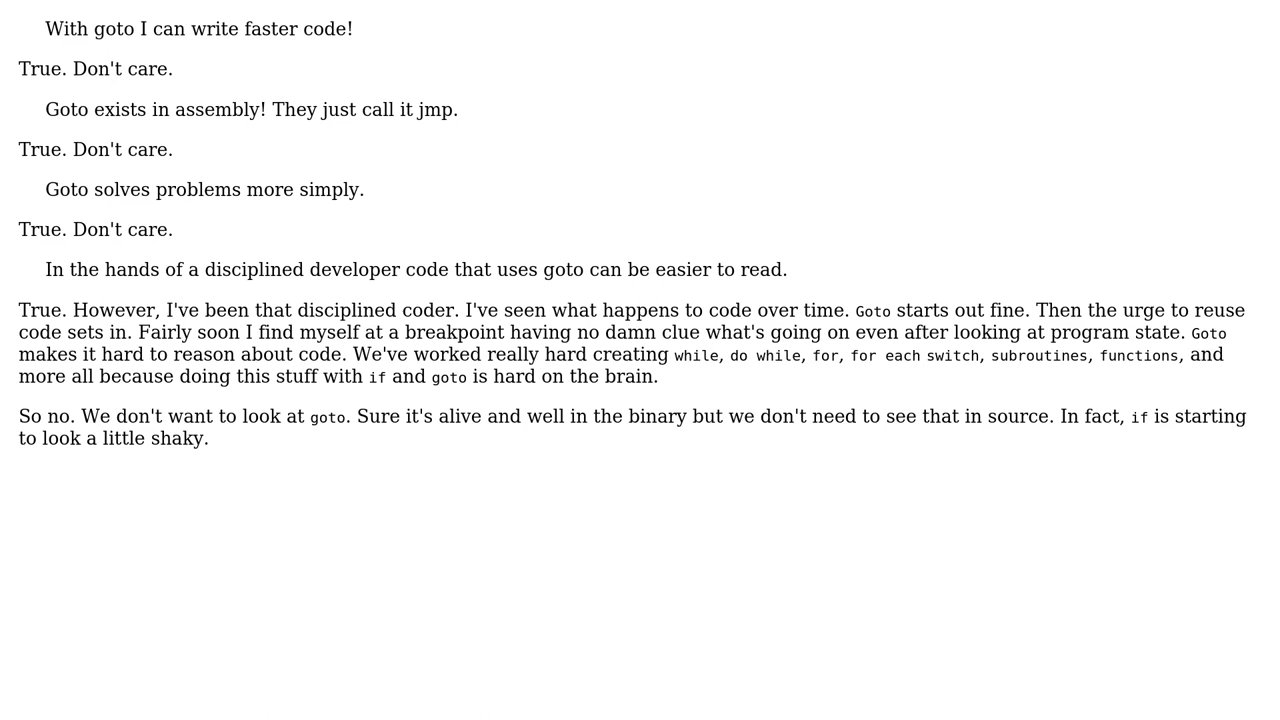 With goto I can write faster code!
True. Don't care.
Goto exists in assembly! They just call it jmp.
True. Don't care.
Goto solves problems more simply.
True. Don't care.
In the hands of a disciplined developer code that uses goto can be easier to read.
True. However, I've been that disciplined coder. I've seen what happens to code over time. Goto starts out fine. Then the urge to reuse
code sets in. Fairly soon I find myself at a breakpoint having no damn clue what's going on even after looking at program state. Goto
makes it hard to reason about code. We've worked really hard creating while, do while, for, for each switch, subroutines, functions, and
more all because doing this stuff with if and goto is hard on the brain.
So no. We don't want to look at goto. Sure it's alive and well in the binary but we don't need to see that in source. In fact, if is starting
to look a little shaky.